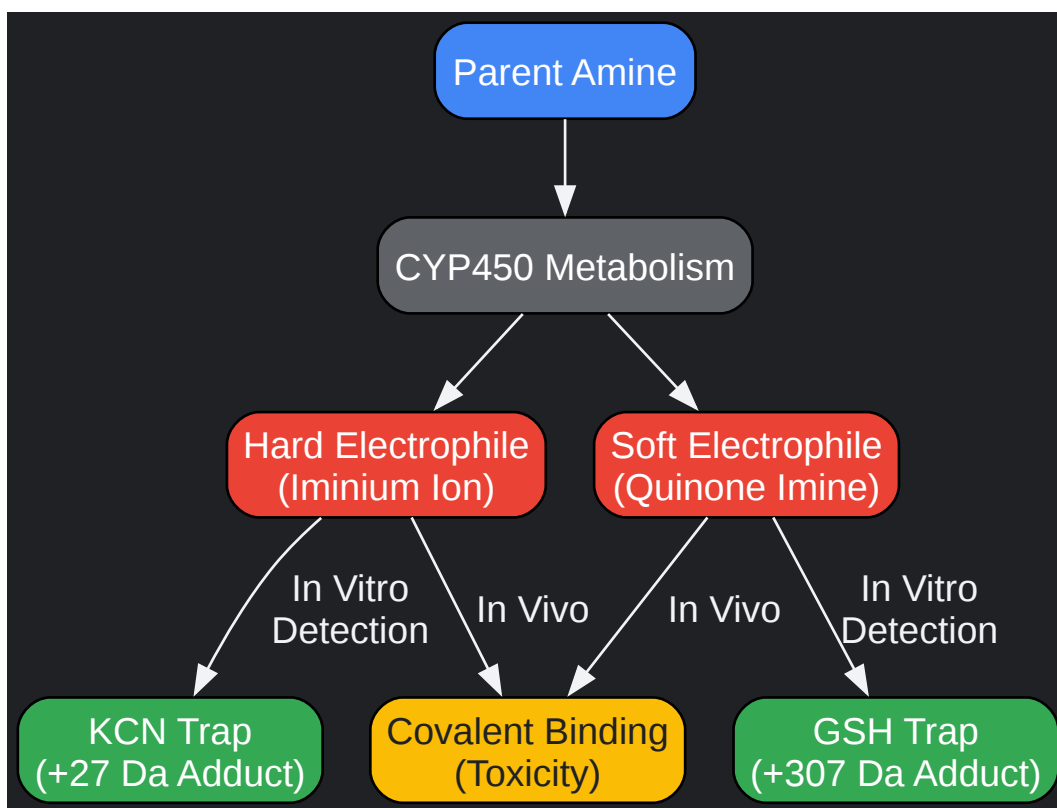 Parent Amine
CYP450 Metabolism
Hard Electrophile
(Iminium Ion)
Soft Electrophile
(Quinone Imine)
In Vitro
Detection
In Vivo
In Vivo
In Vitro
Detection
KCN Trap
(+27 Da Adduct)
Covalent Binding
(Toxicity)
GSH Trap
(+307 Da Adduct)